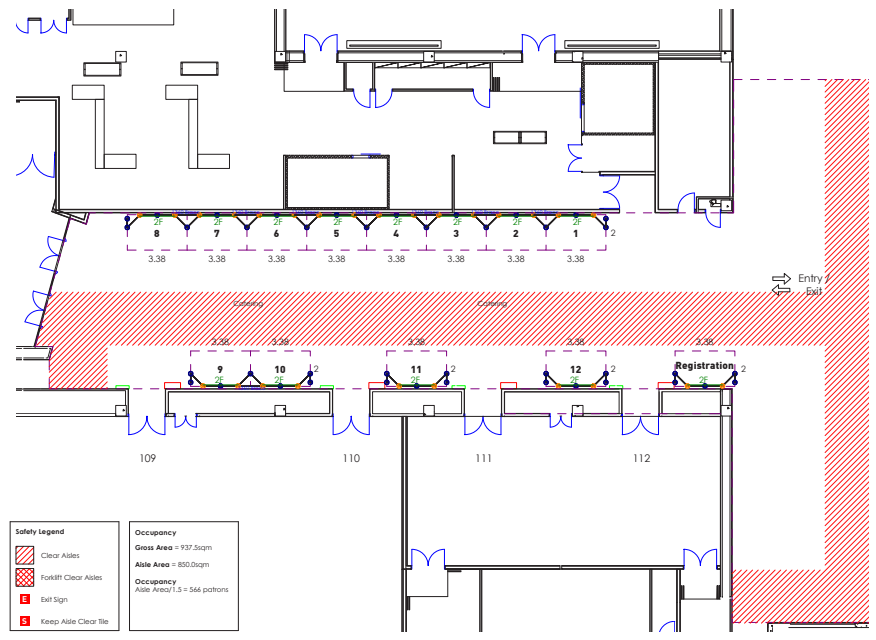 2F 2F 2F 2F 2F 2F 2F 2F
8 7 6 5 4 3 2 1 2
3.38 3.38 3.38 3.38 3.38 3.38 3.38 3.38
Entry /
Exit
Catering Catering
3.38 3.38 3.38 3.38 3.38
9 10 2 11 2 12 2 Registration 2
2F 2F 2F 2F 2F
109 110 111 112
Safety Legend
Clear Aisles
Forklift Clear Aisles
E Exit Sign
S Keep Aisle Clear Tile
Occupancy
Gross Area = 937.5sqm
Aisle Area = 850.0sqm
Occupancy
Aisle Area/1.5 = 566 patrons